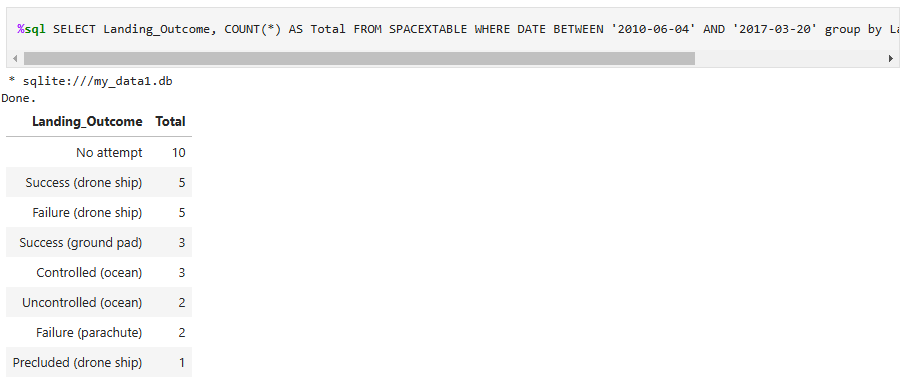 %sql SELECT Landing_Outcome, COUNT(*) AS Total FROM SPACEXTABLE WHERE DATE BETWEEN '2010-06-04' AND '2017-03-20' group by La
* sqlite:///my_data1.db
Done.
Landing_Outcome Total
No attempt 10
Success (drone ship) 5
Failure (drone ship) 5
Success (ground pad) 3
Controlled (ocean) 3
Uncontrolled (ocean) 2
Failure (parachute) 2
Precluded (drone ship) 1